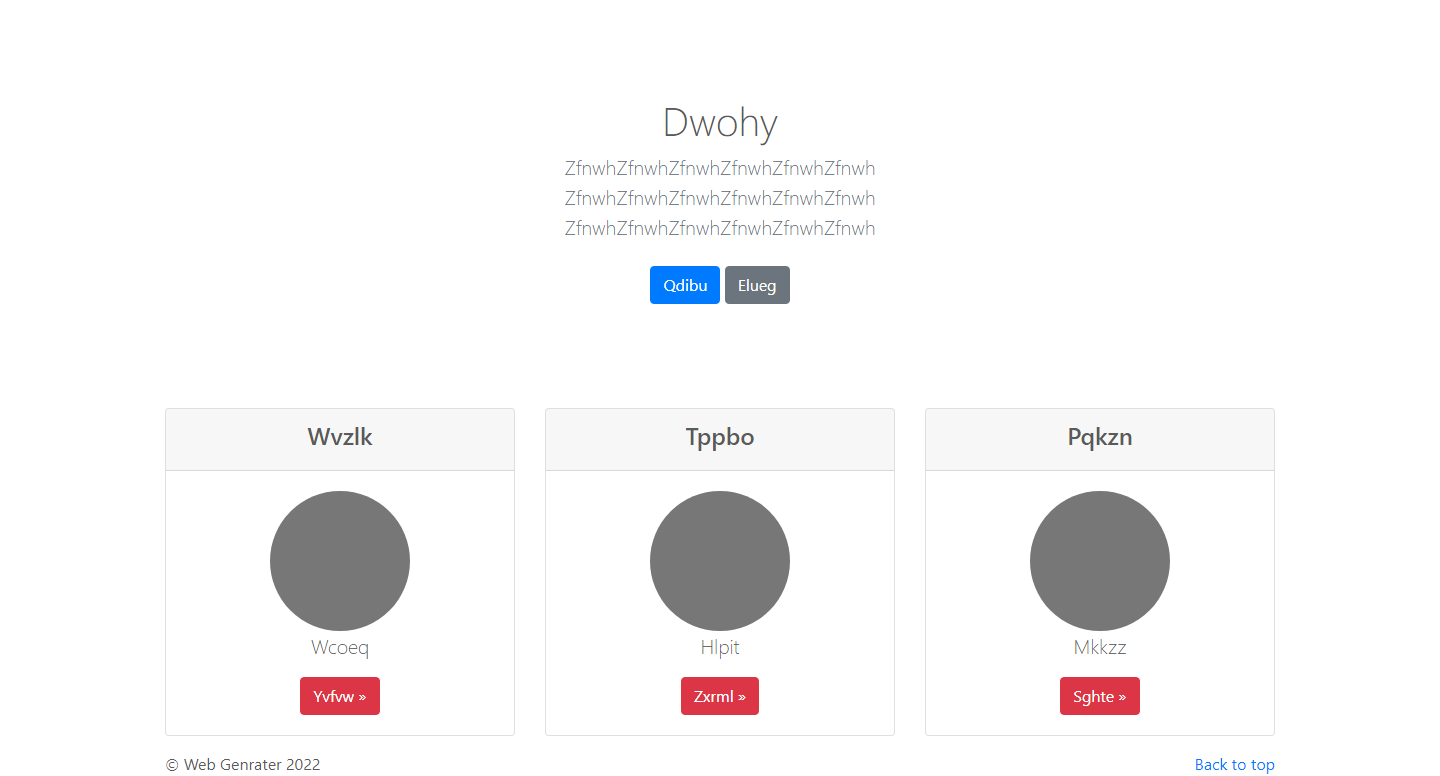 Dwohy
ZfnwhZfnwhZfnwhZfnwhZfnwhZfnwh
ZfnwhZfnwhZfnwhZfnwhZfnwhZfnwh
ZfnwhZfnwhZfnwhZfnwhZfnwhZfnwh
Qdibu Elueg
Wvzlk Tppbo Pqkzn
Wcoeq Hlpit Mkkzz
Yvfvw » Zxrml » Sghte »
© Web Genrater 2022 Back to top